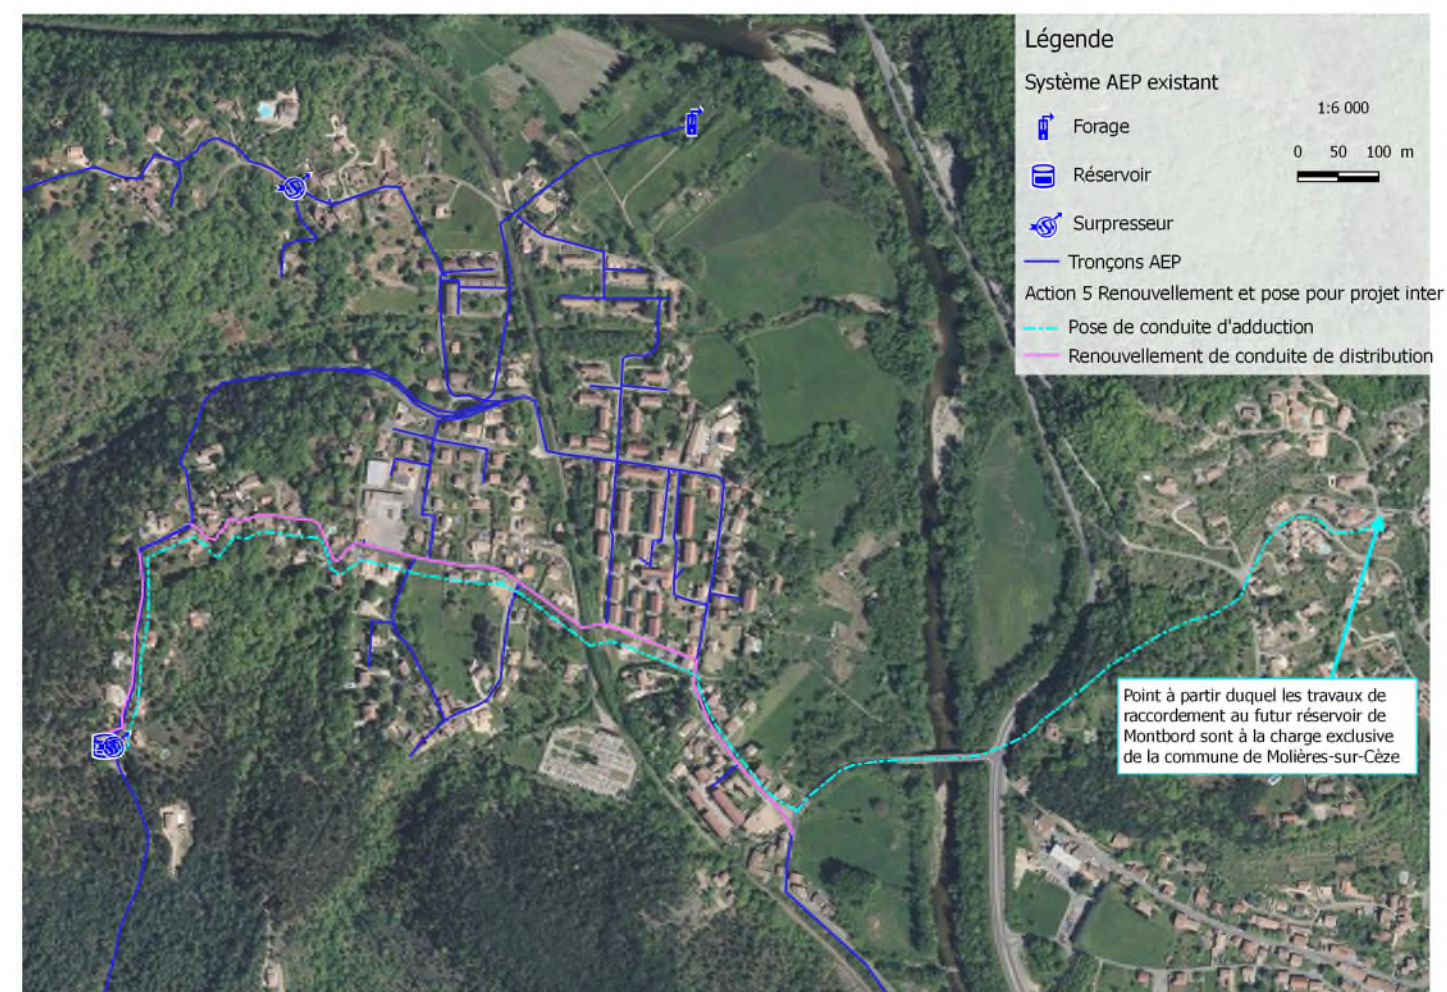 Légende
Système AEP existant
1:6 000
Forage
0 50 100 m
Réservoir
Surpresseur
Tronçons AEP
Action 5 Renouvellement et pose pour projet inter
Pose de conduite d'adduction
Renouvellement de conduite de distribution
Point à partir duquel les travaux de
raccordement au futur réservoir de
Montbord sont à la charge exclusive
de la commune de Molières-sur-Cèze